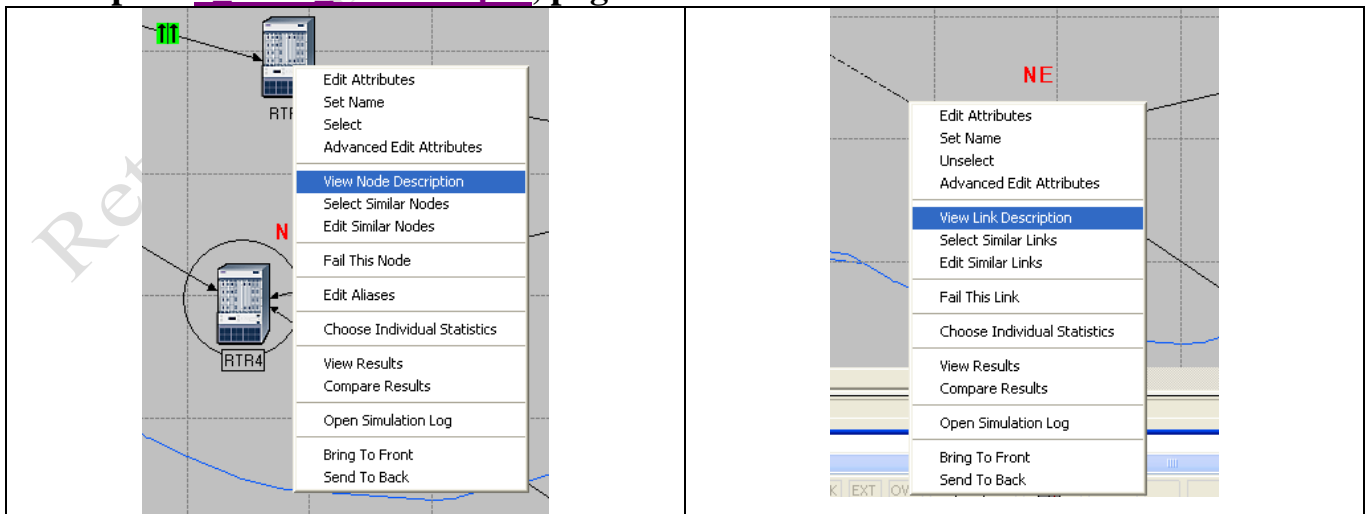 NE
Edit Attributes
Set Name
Select
Advanced Edit Attributes
View Node Description
Select Similar Nodes
Edit Similar Nodes
Fail This Node
Edit Aliases
Choose Individual Statistics
View Results
Compare Results
Open Simulation Log
Bring To Front
Send To Back
RTR4
Edit Attributes
Set Name
Unselect
Advanced Edit Attributes
View Link Description
Select Similar Links
Edit Similar Links
Fail This Link
Choose Individual Statistics
View Results
Compare Results
Open Simulation Log
Bring To Front
Send To Back
EXT